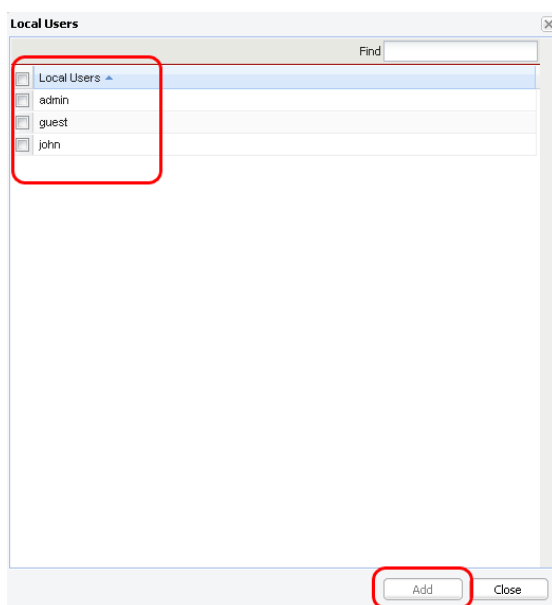 Local Users
Find
Local Users
admin
guest
john
Add Close